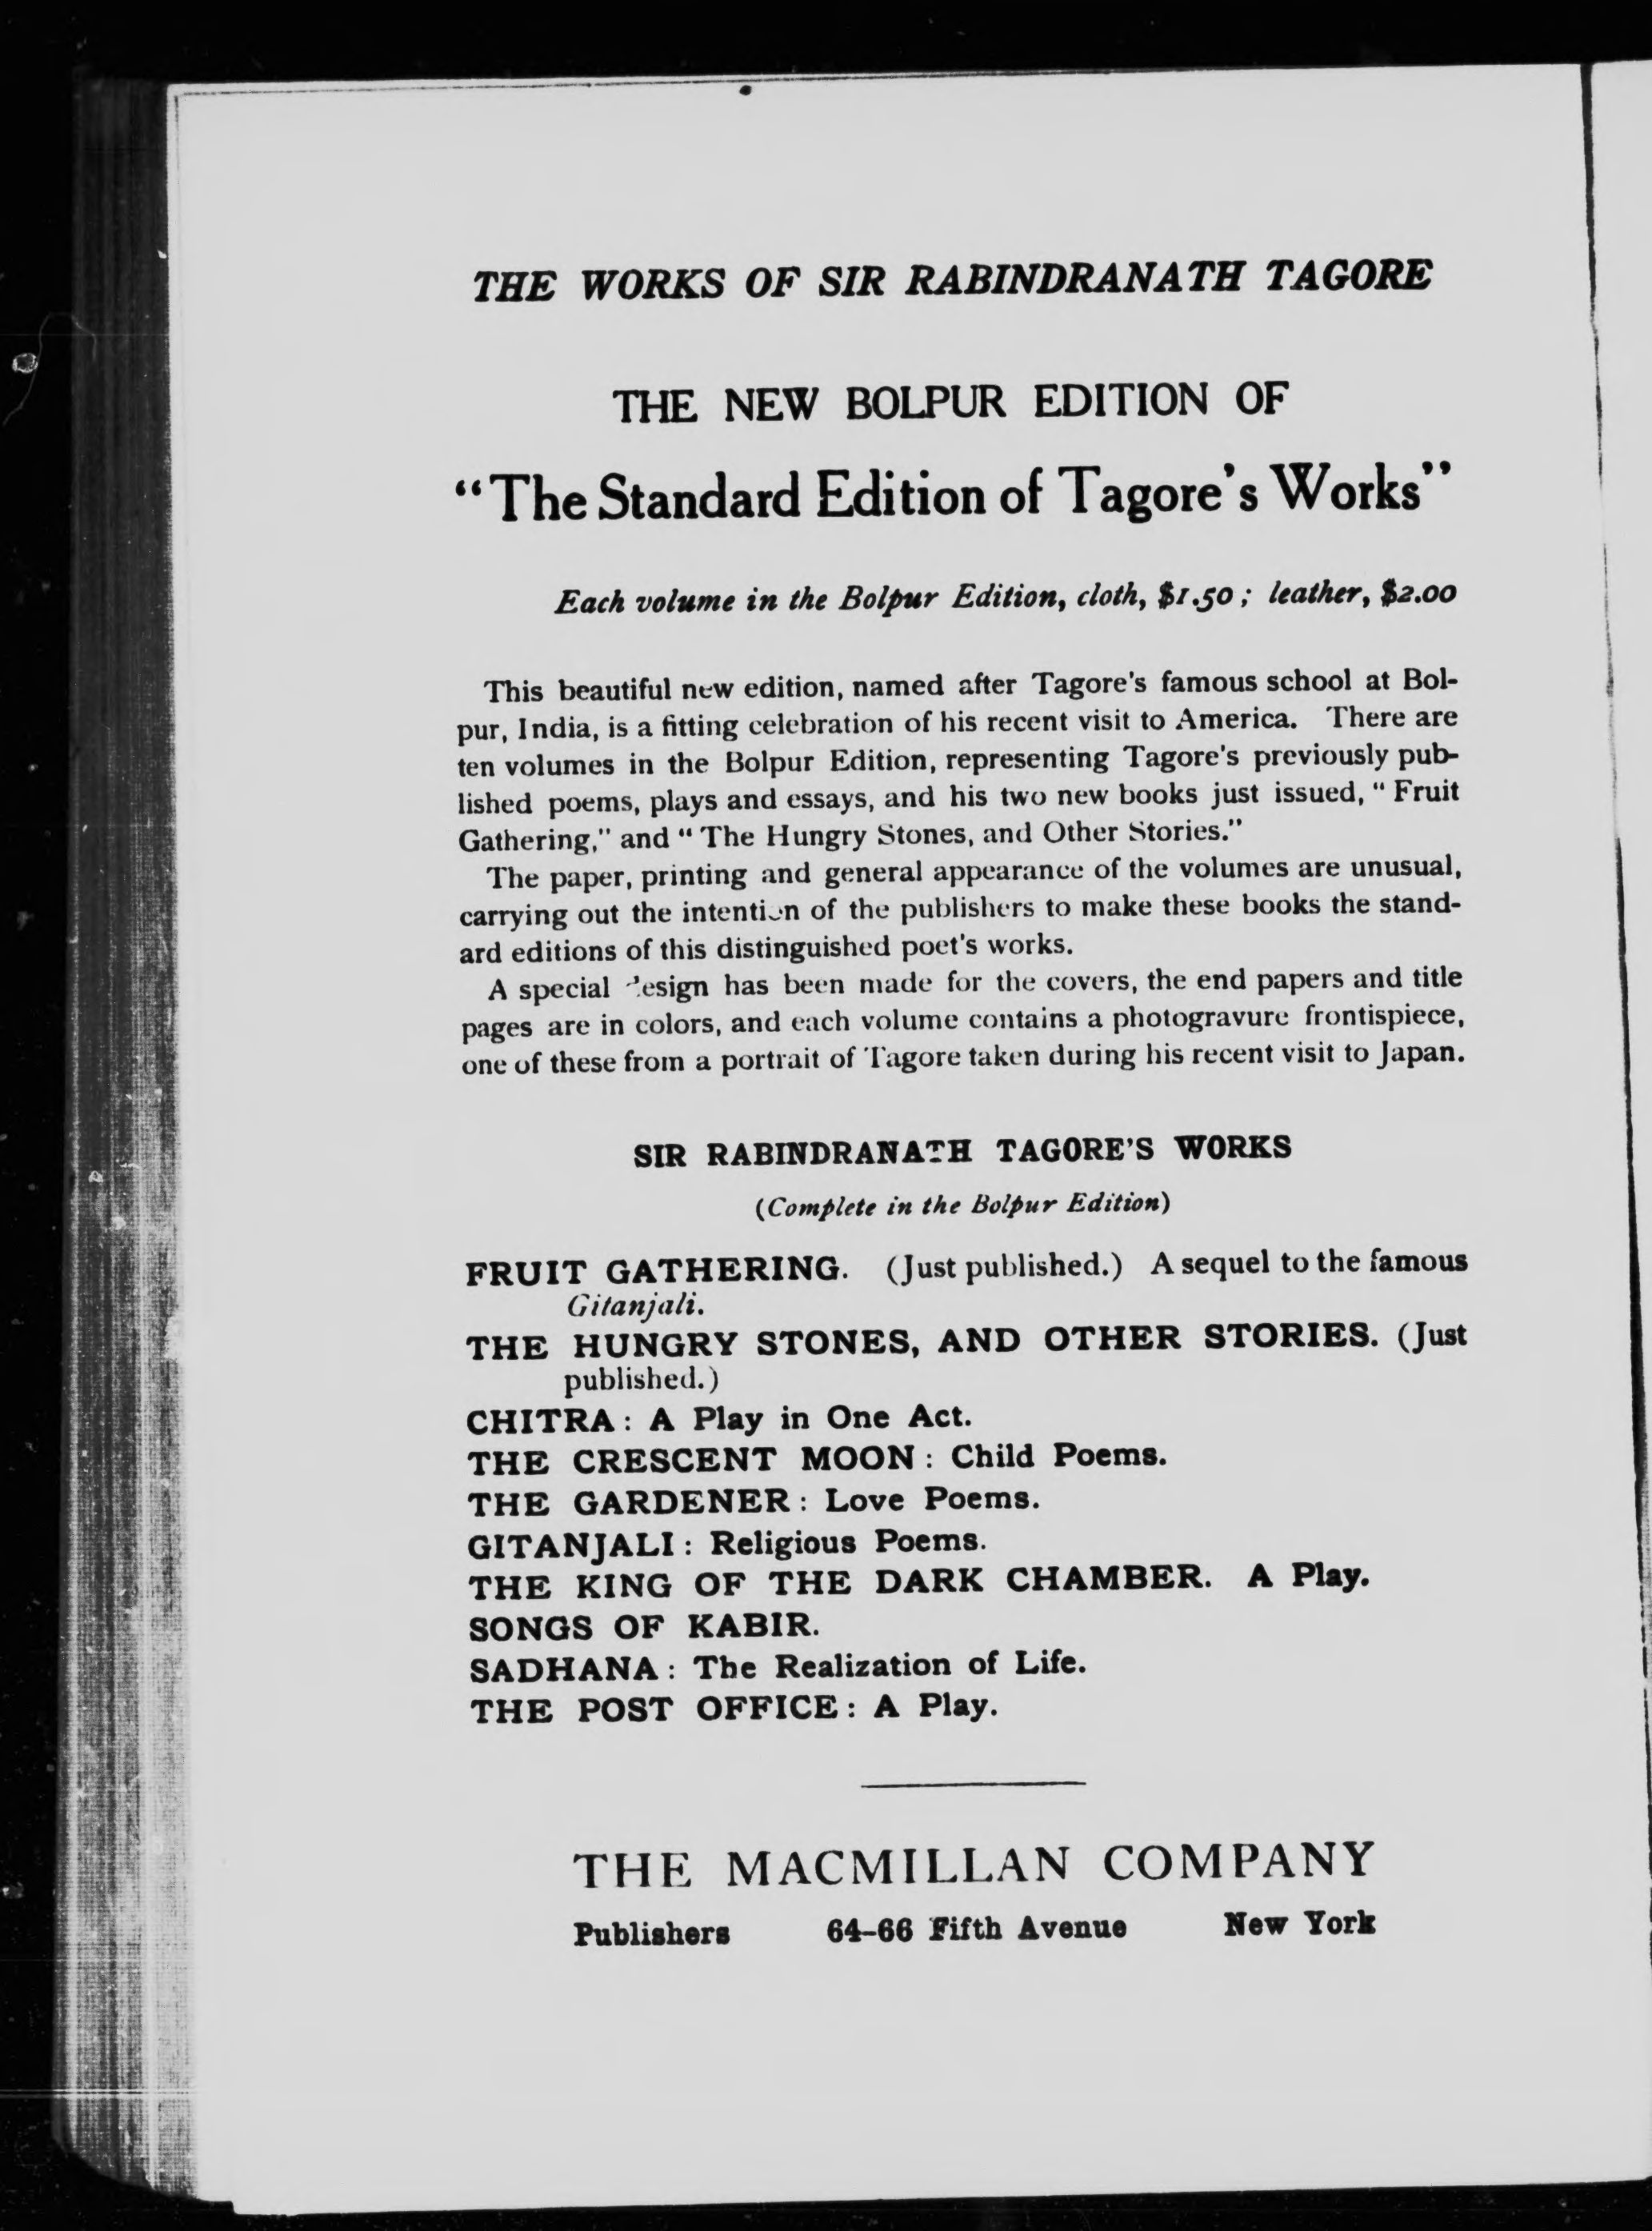 THE WORKS OF SIR RABINDRANATH TAGORE
THE NEW BOLPUR EDITION OF
“The Standard Edition of Tagore's Works”
Each volume in the Bolpur Edition, cloth, $1.50; leather, $2.00
This beautiful new edition, named after Tagore's famous school at Bol-
pur, India, is a fitting celebration of his recent visit to America. There are
ten volumes in the Bolpur Edition, representing Tagore's previously pub-
lished poems, plays and essays, and his two new books just issued, “Fruit
Gathering,” and “The Hungry Stones, and Other Stories.”
The paper, printing and general appearance of the volumes are unusual,
carrying out the intention of the publishers to make these books the stand-
ard editions of this distinguished poet's works.
A special design has been made for the covers, the end papers and title
pages are in colors, and each volume contains a photogravure frontispiece,
one of these from a portrait of Tagore taken during his recent visit to Japan.
SIR RABINDRANATH TAGORE'S WORKS
(Complete in the Bolpur Edition)
FRUIT GATHERING. (Just published.) A sequel to the famous
Gitanjali.
THE HUNGRY STONES, AND OTHER STORIES. (Just
published.)
CHITRA: A Play in One Act.
THE CRESCENT MOON: Child Poems.
THE GARDENER: Love Poems.
GITANJALI: Religious Poems.
THE KING OF THE DARK CHAMBER. A Play.
SONGS OF KABIR.
SADHANA: The Realization of Life.
THE POST OFFICE: A Play.
THE MACMILLAN COMPANY
Publishers 64-66 Fifth Avenue New York